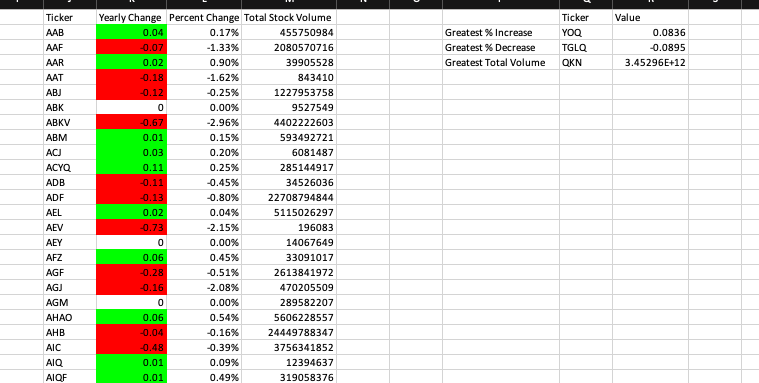 Ticker Yearly Change Percent Change Total Stock Volume Ticker Value
AAB 0.04 0.17% 455750984 Greatest % Increase YOQ 0.0836
AAF -0.07 -1.33% 2080570716 Greatest % Decrease TGLQ -0.0895
AAR 0.02 0.90% 39905528 Greatest Total Volume QKN 3.45296E+12
AAT -0.18 -1.62% 843410
ABJ -0.12 -0.25% 1227953758
ABK 0 0.00% 9527549
ABKV -0.67 -2.96% 4402222603
ABM 0.01 0.15% 593492721
ACJ 0.03 0.20% 6081487
ACYQ 0.11 0.25% 285144917
ADB -0.11 -0.45% 34526036
ADF -0.13 -0.80% 22708794844
AEL 0.02 0.04% 5115026297
AEV -0.73 -2.15% 196083
AEY 0 0.00% 14067649
AFZ 0.06 0.45% 33091017
AGF -0.28 -0.51% 2613841972
AGJ -0.16 -2.08% 470205509
AGM 0 0.00% 289582207
AHAO 0.06 0.54% 5606228557
AHB -0.04 -0.16% 24449788347
AIC -0.48 -0.39% 3756341852
AIQ 0.01 0.09% 12394637
AIQF 0.01 0.49% 319058376